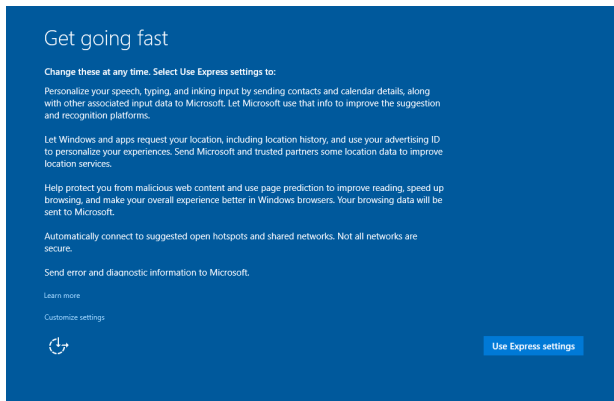 Get going fast
Change these at any time. Select Use Express settings to:
Personalize your speech, typing, and inking input by sending contacts and calendar details, along
with other associated input data to Microsoft. Let Microsoft use that info to improve the suggestion
and recognition platforms.
Let Windows and apps request your location, including location history, and use your advertising ID
to personalize your experiences. Send Microsoft and trusted partners some location data to improve
location services.
Help protect you from malicious web content and use page prediction to improve reading, speed up
browsing, and make your overall experience better in Windows browsers. Your browsing data will be
sent to Microsoft.
Automatically connect to suggested open hotspots and shared networks. Not all networks are
secure.
Send error and diagnostic information to Microsoft.
Learn more
Customize settings
Use Express settings